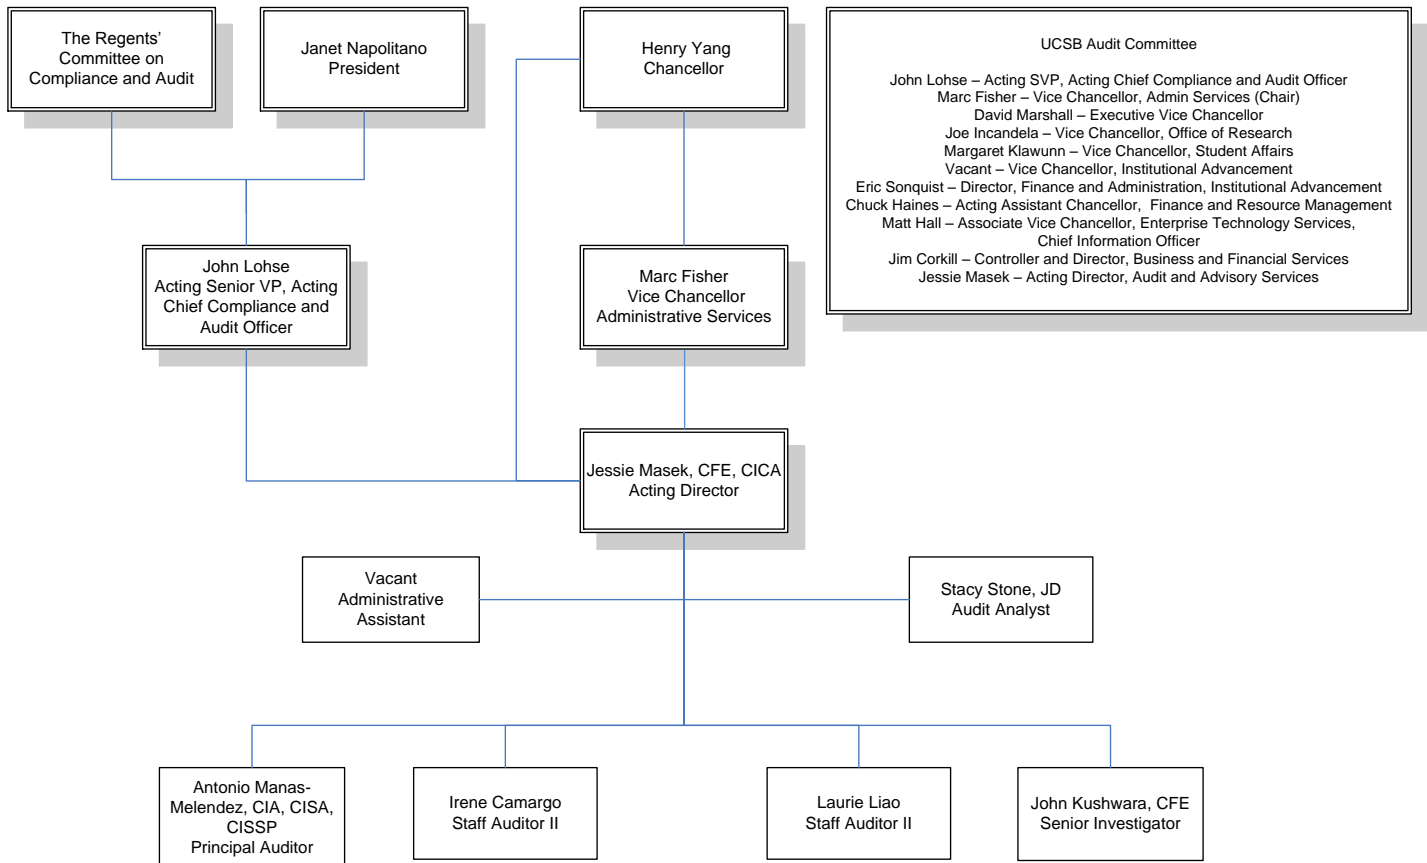 The Regents’
Committee on
Compliance and Audit
Janet Napolitano
President
Henry Yang
Chancellor
UCSB Audit Committee
John Lohse – Acting SVP, Acting Chief Compliance and Audit Officer
Marc Fisher – Vice Chancellor, Admin Services (Chair)
David Marshall – Executive Vice Chancellor
Joe Incandela – Vice Chancellor, Office of Research
Margaret Klawunn – Vice Chancellor, Student Affairs
Vacant – Vice Chancellor, Institutional Advancement
Eric Sonquist – Director, Finance and Administration, Institutional Advancement
Chuck Haines – Acting Assistant Chancellor, Finance and Resource Management
Matt Hall – Associate Vice Chancellor, Enterprise Technology Services,
Chief Information Officer
Jim Corkill – Controller and Director, Business and Financial Services
Jessie Masek – Acting Director, Audit and Advisory Services
John Lohse
Acting Senior VP, Acting
Chief Compliance and
Audit Officer
Marc Fisher
Vice Chancellor
Administrative Services
Jessie Masek, CFE, CICA
Acting Director
Vacant
Administrative
Assistant
Stacy Stone, JD
Audit Analyst
Antonio Manas-
Melendez, CIA, CISA,
CISSP
Principal Auditor
Irene Camargo
Staff Auditor II
Laurie Liao
Staff Auditor II
John Kushwara, CFE
Senior Investigator